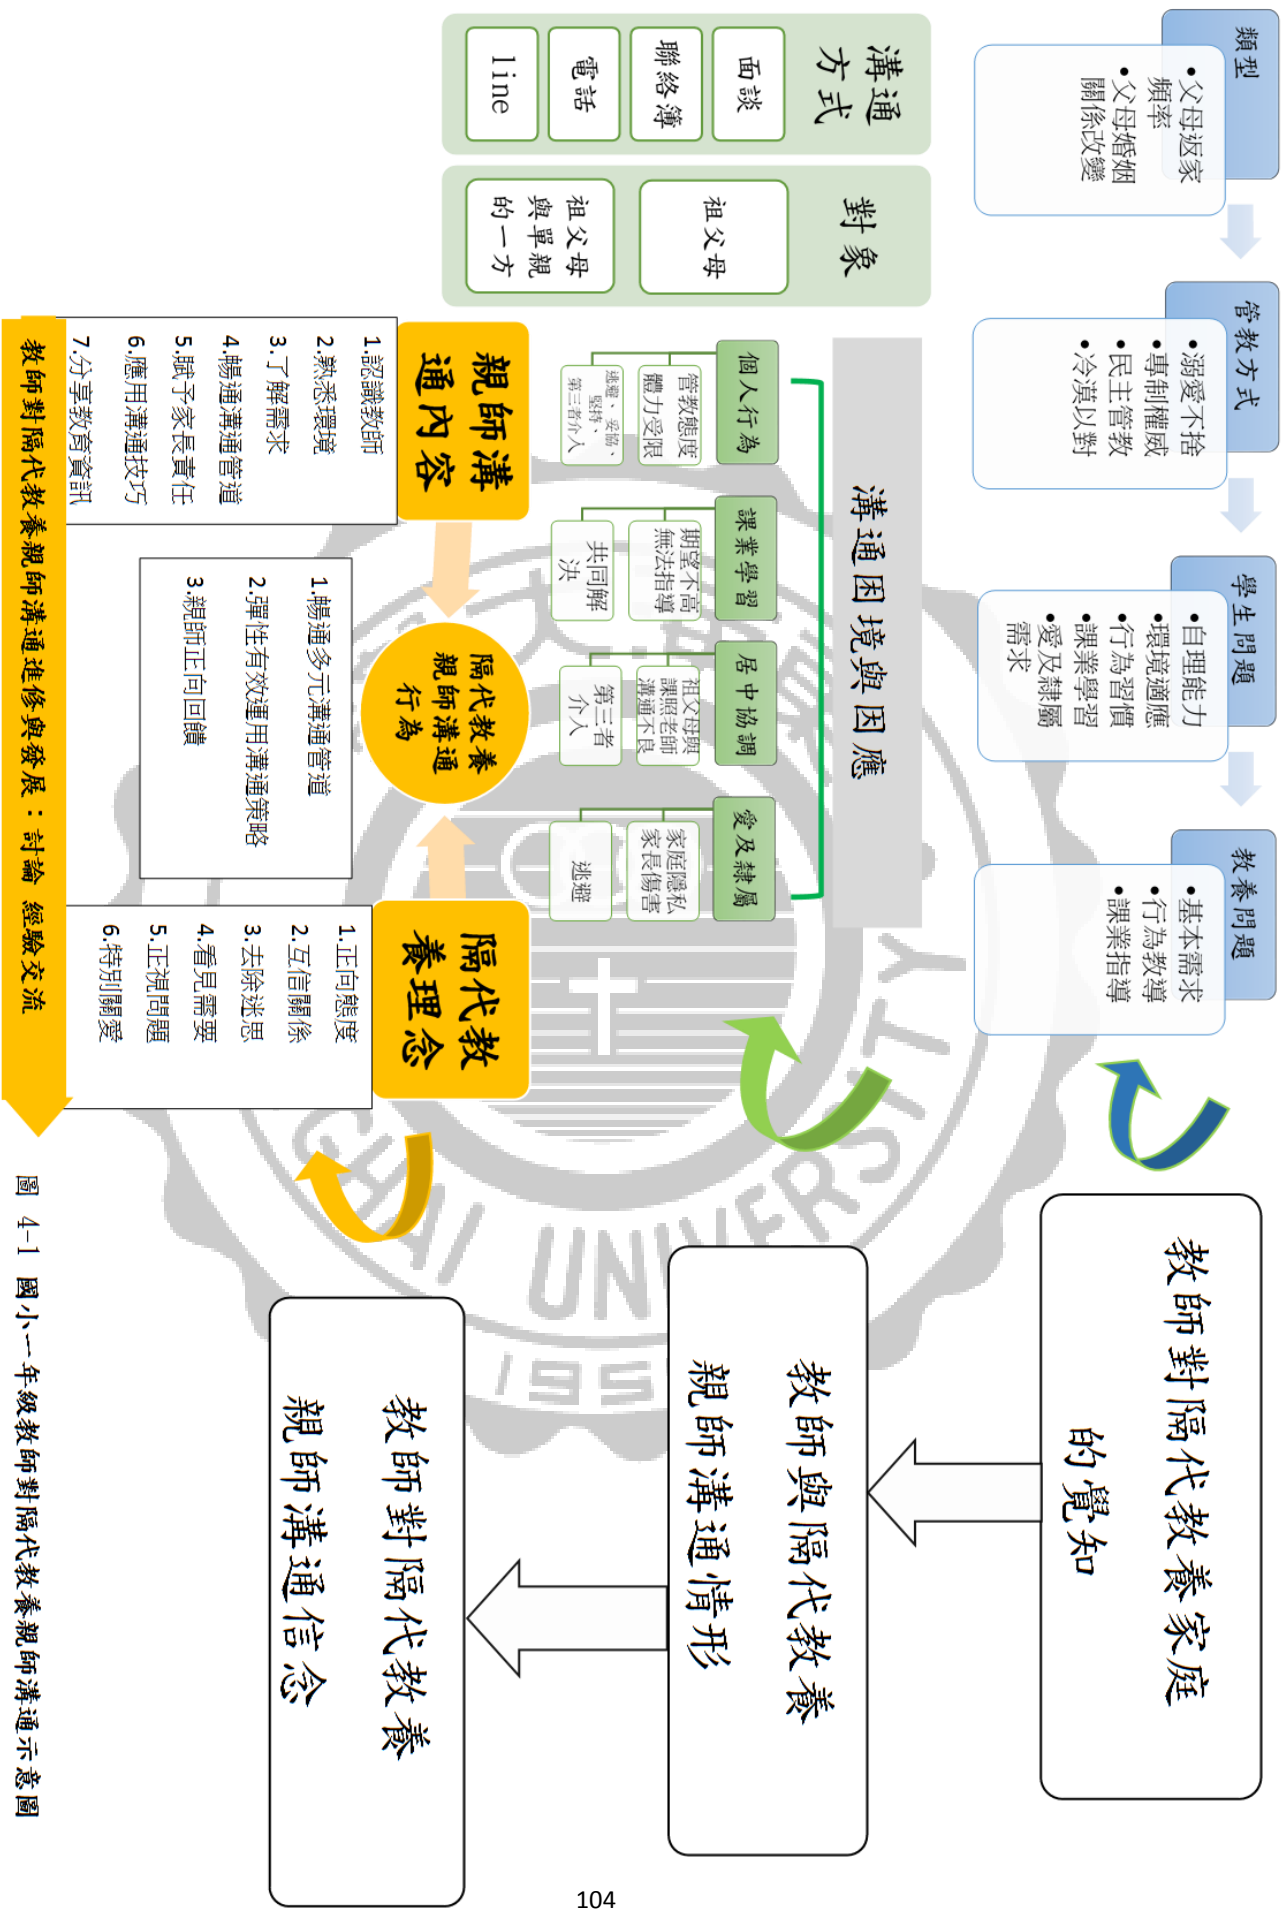 類型
•父母返家
頻率
•父母婚姻
關係改變
管教方式
•溺愛不捨
•專制權威
•民主管教
•冷漠以對
學生問題
•自理能力
•環境適應
•行為習慣
•課業學習
•愛及隸屬
需求
教養問題
•基本需求
•行為教導
•課業指導
教師對隔代教養家庭
的覺知
溝通
方式
面談
聯絡簿
電話
line
對象
祖父母
祖父母
與單親
的一方
溝通困境與因應
個人行為
管教態度
體力受限
逃避、妥協、
堅持、
第三者介入
課業學習
期望不高
無法指導
共同解
決
居中協調
祖父母與
課照老師
溝通不良
第三者
介入
愛及隸屬
家庭隱私
家長傷害
逃避
教師與隔代教養
親師溝通情形
親師溝
通內容
1.認識教師
2.熟悉環境
3.了解需求
4.暢通溝通管道
5.賦予家長責任
6.應用溝通技巧
7.分享教育資訊
隔代教養
親師溝通
行為
1.暢通多元溝通管道
2.彈性有效運用溝通策略
3.親師正向回饋
隔代教
養理念
1.正向態度
2.互信關係
3.去除迷思
4.看見需要
5.正視問題
6.特別關愛
教師對隔代教養
親師溝通信念
教師對隔代教養親師溝通進修與發展：討論 經驗交流
圖 4-1 國小一年級教師對隔代教養親師溝通示意圖
104
UNIVERSITY